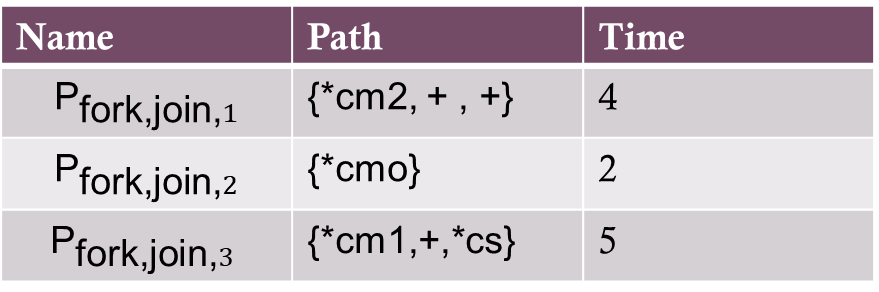 Name Path Time
Pfork,join,1 {*cm2, + , +} 4
Pfork,join,2 {*cmo} 2
Pfork,join,3 {*cm1,+,*cs} 5